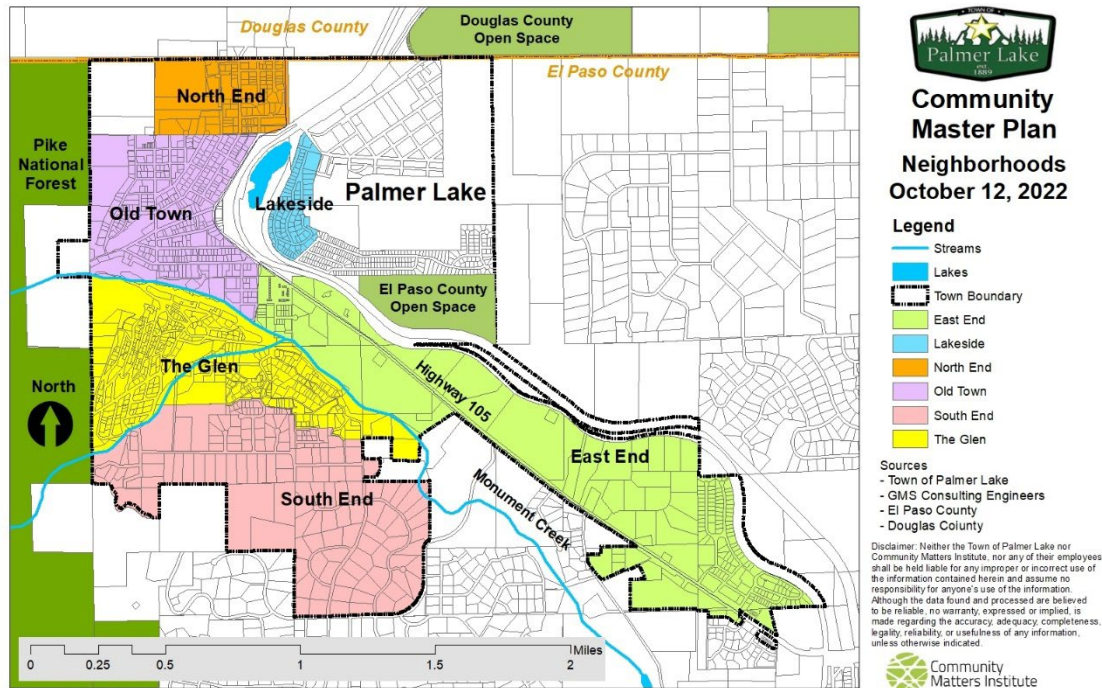 Douglas County
Douglas County
Open Space
El Paso County
North End
Pike
National
Forest
Old Town
Lakeside
Palmer Lake
El Paso County
Open Space
The Glen
North
Highway 105
East End
South End
Monument Creek
0 0.25 0.5 1 1.5 2 Miles
TOWN OF
Palmer Lake
est.
1889
Community
Master Plan
Neighborhoods
October 12, 2022
Legend
Streams
Lakes
Town Boundary
East End
Lakeside
North End
Old Town
South End
The Glen
Sources
- Town of Palmer Lake
- GMS Consulting Engineers
- El Paso County
- Douglas Coiunty
Disclaimer: Neither the Town of Palmer Lake nor
Community Matters Institute, nor any of their employees
shall be held liable for any improper or incorrect use of
the information contained herein and assume no
responsibility for anyone's use of the information.
Although the data found and processed are believed
to be reliable, no warranty, expressed or implied, is
made regarding the accuracy, adequacy, completeness,
legality, reliability, or usefulness of any information,
unless otherwise indicated.
Community
Matters Institute